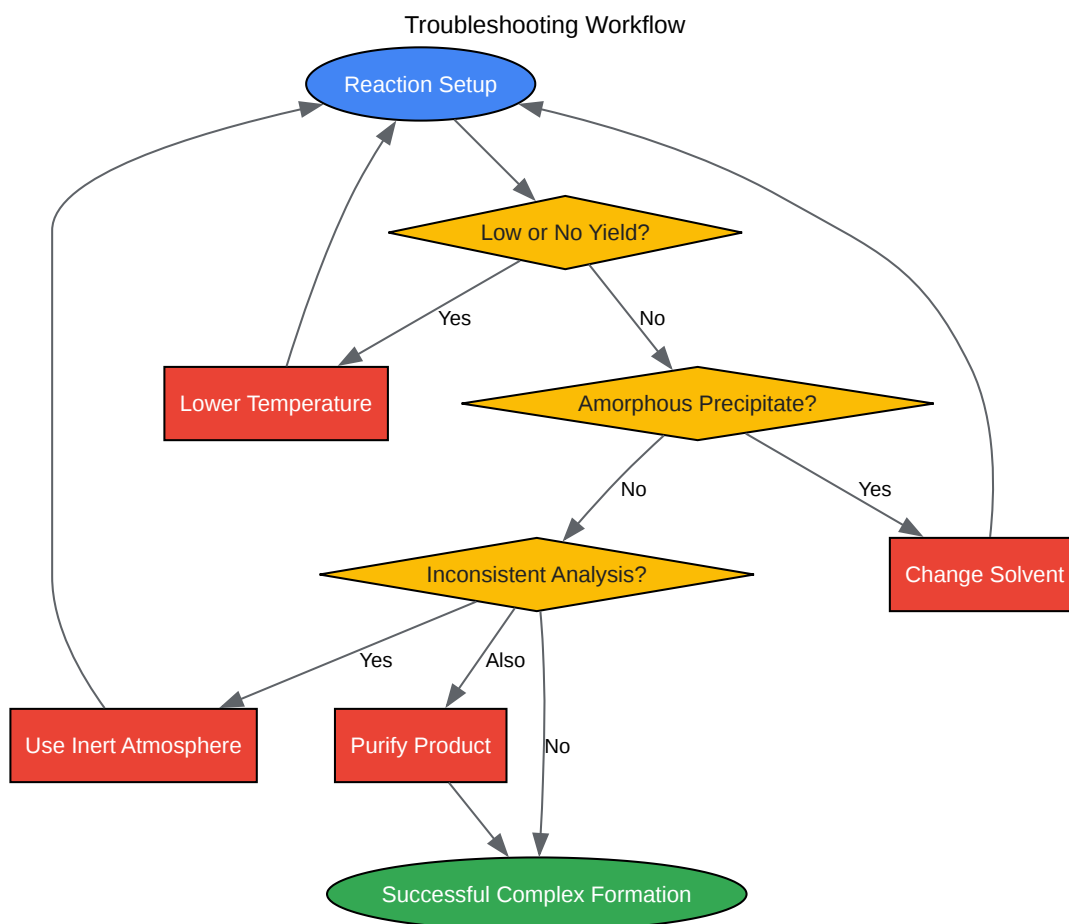 Troubleshooting Workflow
Reaction Setup
Low or No Yield?
Yes
No
Lower Temperature
Amorphous Precipitate?
No
Yes
Inconsistent Analysis?
Change Solvent
Yes
Also
Use Inert Atmosphere
Purify Product
No
Successful Complex Formation